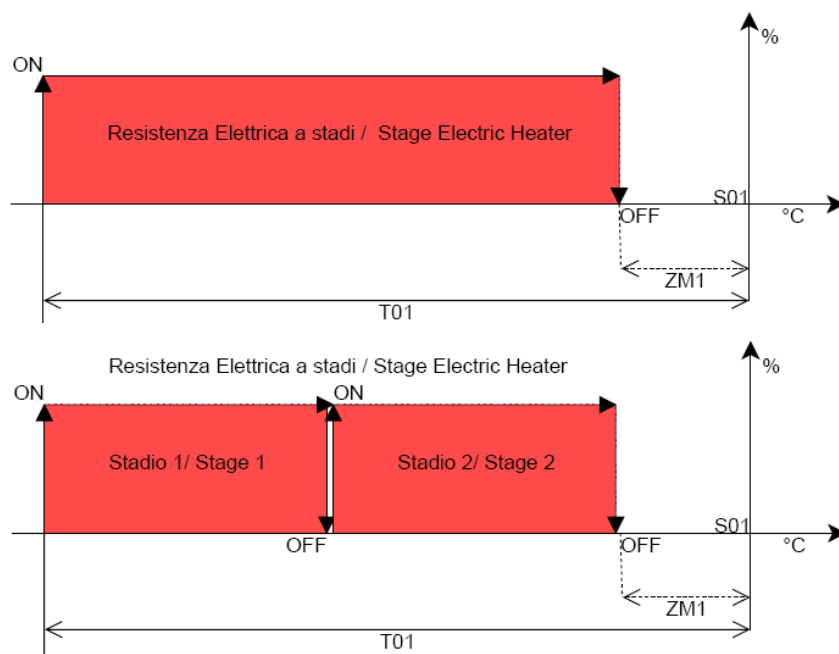 %
ON
Resistenza Elettrica a stadi / Stage Electric Heater
S01
OFF
°C
ZM1
T01
Resistenza Elettrica a stadi / Stage Electric Heater
%
ON
ON
Stadio 1/ Stage 1
Stadio 2/ Stage 2
S01
OFF
OFF
°C
ZM1
T01